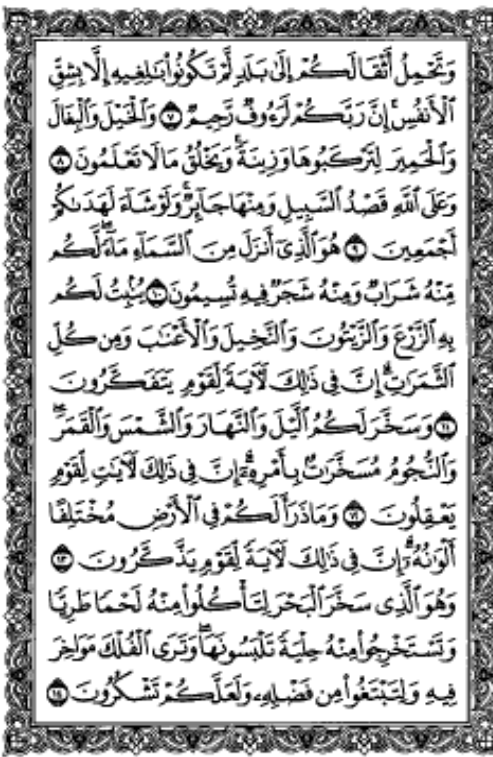 وَتَحۡمِلُ أَثۡقَالَكُمۡ إِلَىٰ بَلَدٖ لَّمۡ تَكُونُواْ بَٰلِغِيهِ إِلَّا بِشِقِّ
ٱلۡأَنفُسِۚ إِنَّ رَبَّكُمۡ لَرَءُوفٞ رَّحِيمٞ ٧ وَٱلۡخَيۡلَ وَٱلۡبِغَالَ
وَٱلۡحَمِيرَ لِتَرۡكَبُوهَا وَزِينَةٗۚ وَيَخۡلُقُ مَا لَا تَعۡلَمُونَ ٨
وَعَلَى ٱللَّهِ قَصۡدُ ٱلسَّبِيلِ وَمِنۡهَا جَآئِرٞۚ وَلَوۡ شَآءَ لَهَدَىٰكُمۡ
أَجۡمَعِينَ ٩ هُوَ ٱلَّذِيٓ أَنزَلَ مِنَ ٱلسَّمَآءِ مَآءٗۖ لَّكُم
مِّنۡهُ شَرَابٞ وَمِنۡهُ شَجَرٞ فِيهِ تُسِيمُونَ ١٠ يُنۢبِتُ لَكُم
بِهِ ٱلزَّرۡعَ وَٱلزَّيۡتُونَ وَٱلنَّخِيلَ وَٱلۡأَعۡنَٰبَ وَمِن كُلِّ
ٱلثَّمَرَٰتِۚ إِنَّ فِي ذَٰلِكَ لَأٓيَةٗ لِّقَوۡمٖ يَتَفَكَّرُونَ
١١ وَسَخَّرَ لَكُمُ ٱلَّيۡلَ وَٱلنَّهَارَ وَٱلشَّمۡسَ وَٱلۡقَمَرَۖ
وَٱلنُّجُومُ مُسَخَّرَٰتُۢ بِأَمۡرِهِۦٓۚ إِنَّ فِي ذَٰلِكَ لَأٓيَٰتٖ لِّقَوۡمٖ
يَعۡقِلُونَ ١٢ وَمَا ذَرَأَ لَكُمۡ فِي ٱلۡأَرۡضِ مُخۡتَلِفًا
أَلۡوَٰنُهُۥٓۚ إِنَّ فِي ذَٰلِكَ لَأٓيَةٗ لِّقَوۡمٖ يَذَّكَّرُونَ ١٣
وَهُوَ ٱلَّذِي سَخَّرَ ٱلۡبَحۡرَ لِتَأۡكُلُواْ مِنۡهُ لَحۡمٗا طَرِيّٗا
وَتَسۡتَخۡرِجُواْ مِنۡهُ حِلۡيَةٗ تَلۡبَسُونَهَاۖ وَتَرَى ٱلۡفُلۡكَ مَوَاخِرَ
فِيهِ وَلِتَبۡتَغُواْ مِن فَضۡلِهِۦ وَلَعَلَّكُمۡ تَشۡكُرُونَ ١٤